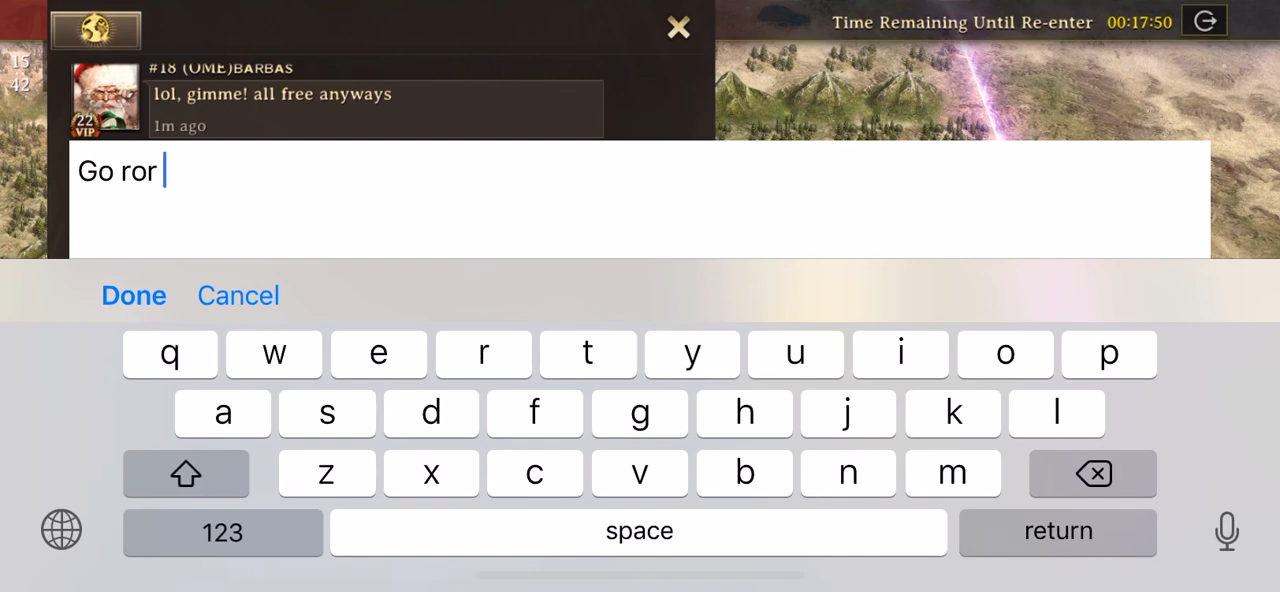 Time Remaining Until Re-enter 00:17:50
15
42
#18 (OME)BARBAS
lol, gimme! all free anyways
22
VIP
1m ago
Go ror
Done Cancel
q w e r t y u i o p
a s d f g h j k l
z x c v b n m
123 space return